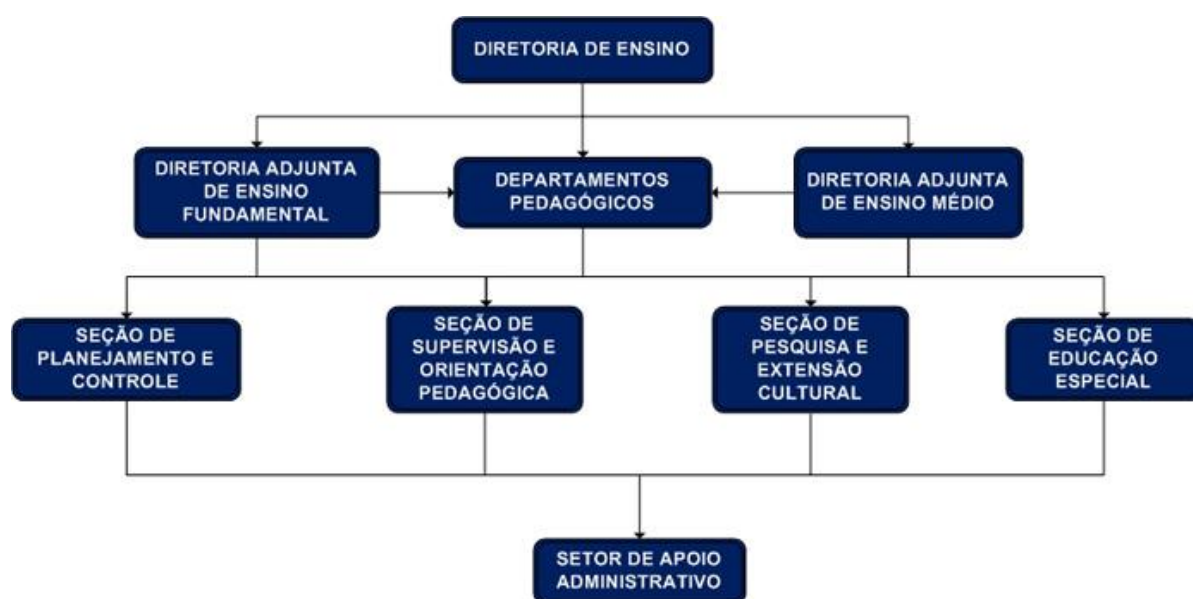 DIRETORIA DE ENSINO
DIRETORIA ADJUNTA
DE ENSINO
FUNDAMENTAL
DEPARTAMENTOS
PEDAGÓGICOS
DIRETORIA ADJUNTA
DE ENSINO MÉDIO
SEÇÃO DE
PLANEJAMENTO E
CONTROLE
SEÇÃO DE
SUPERVISÃO E
ORIENTAÇÃO
PEDAGÓGICA
SEÇÃO DE
PESQUISA E
EXTENSÃO
CULTURAL
SEÇÃO DE
EDUCAÇÃO
ESPECIAL
SETOR DE APOIO
ADMINISTRATIVO